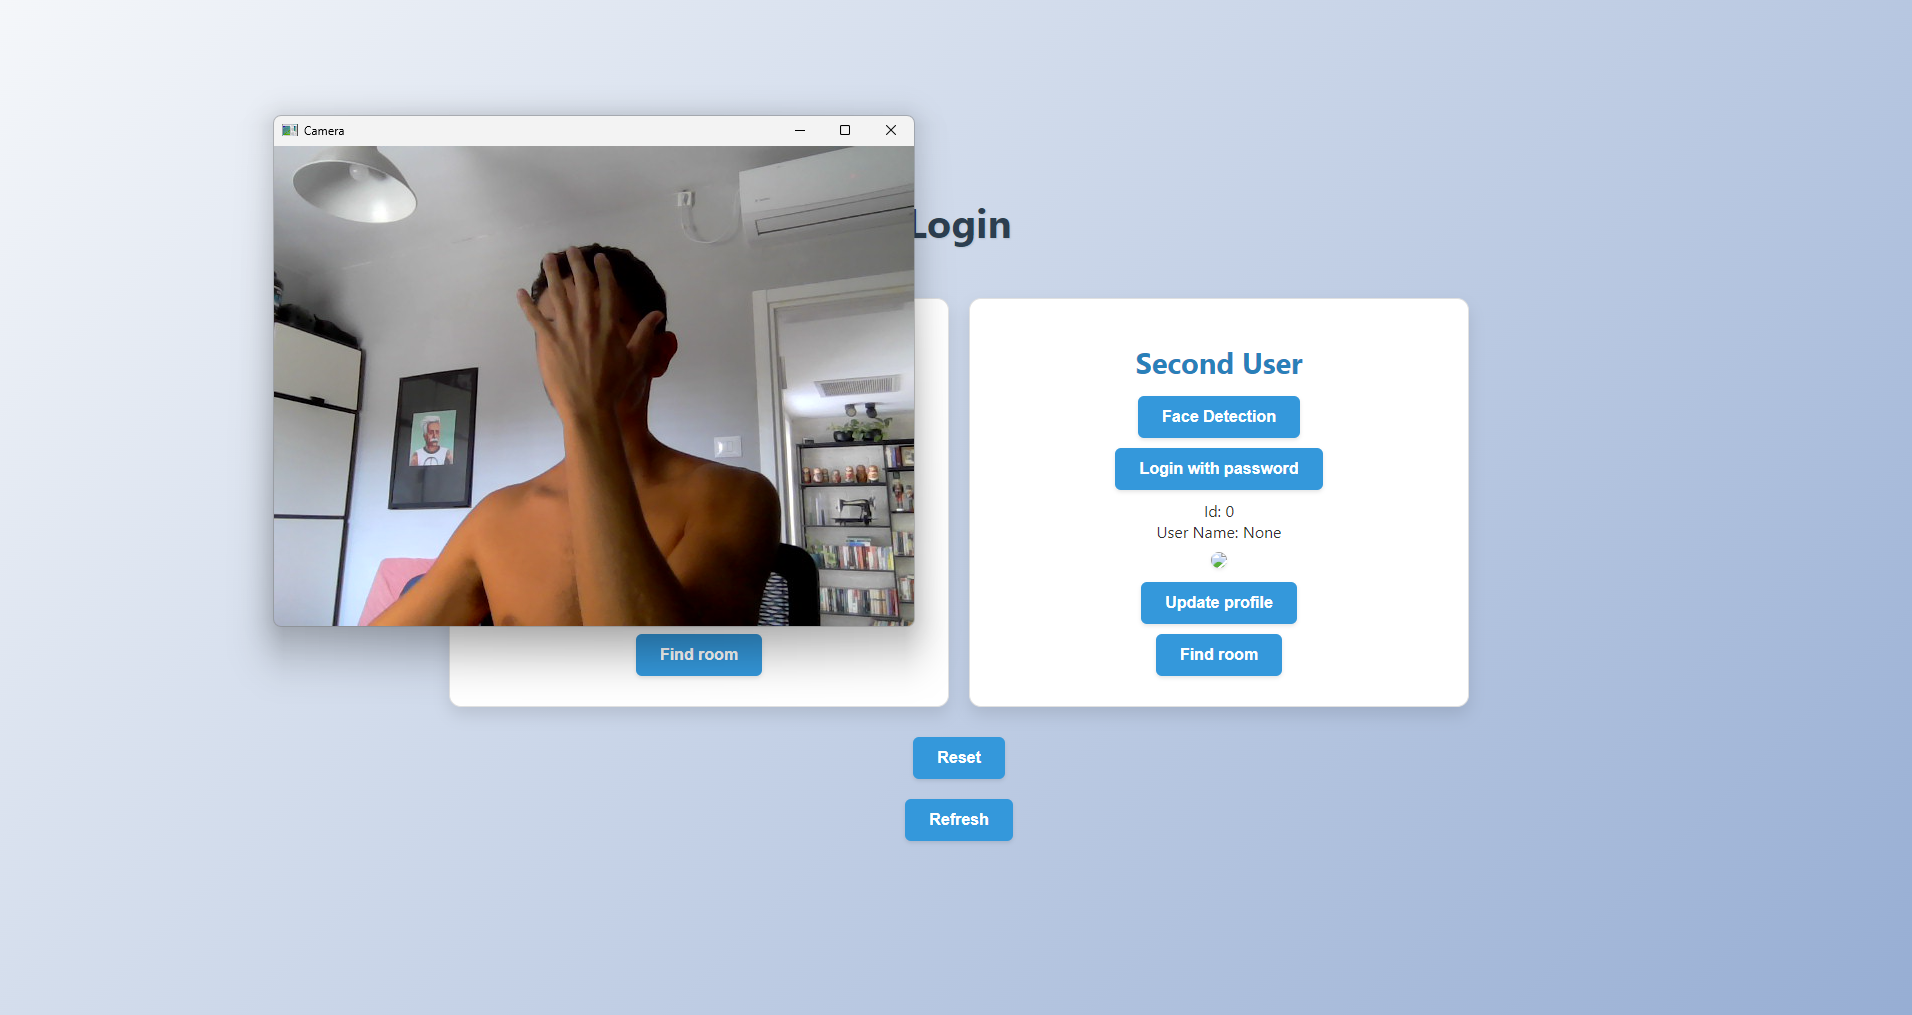 Camera
Login
Second User
Face Detection
Login with password
Id: 0
User Name: None
Update profile
Find room
Find room
Reset
Refresh